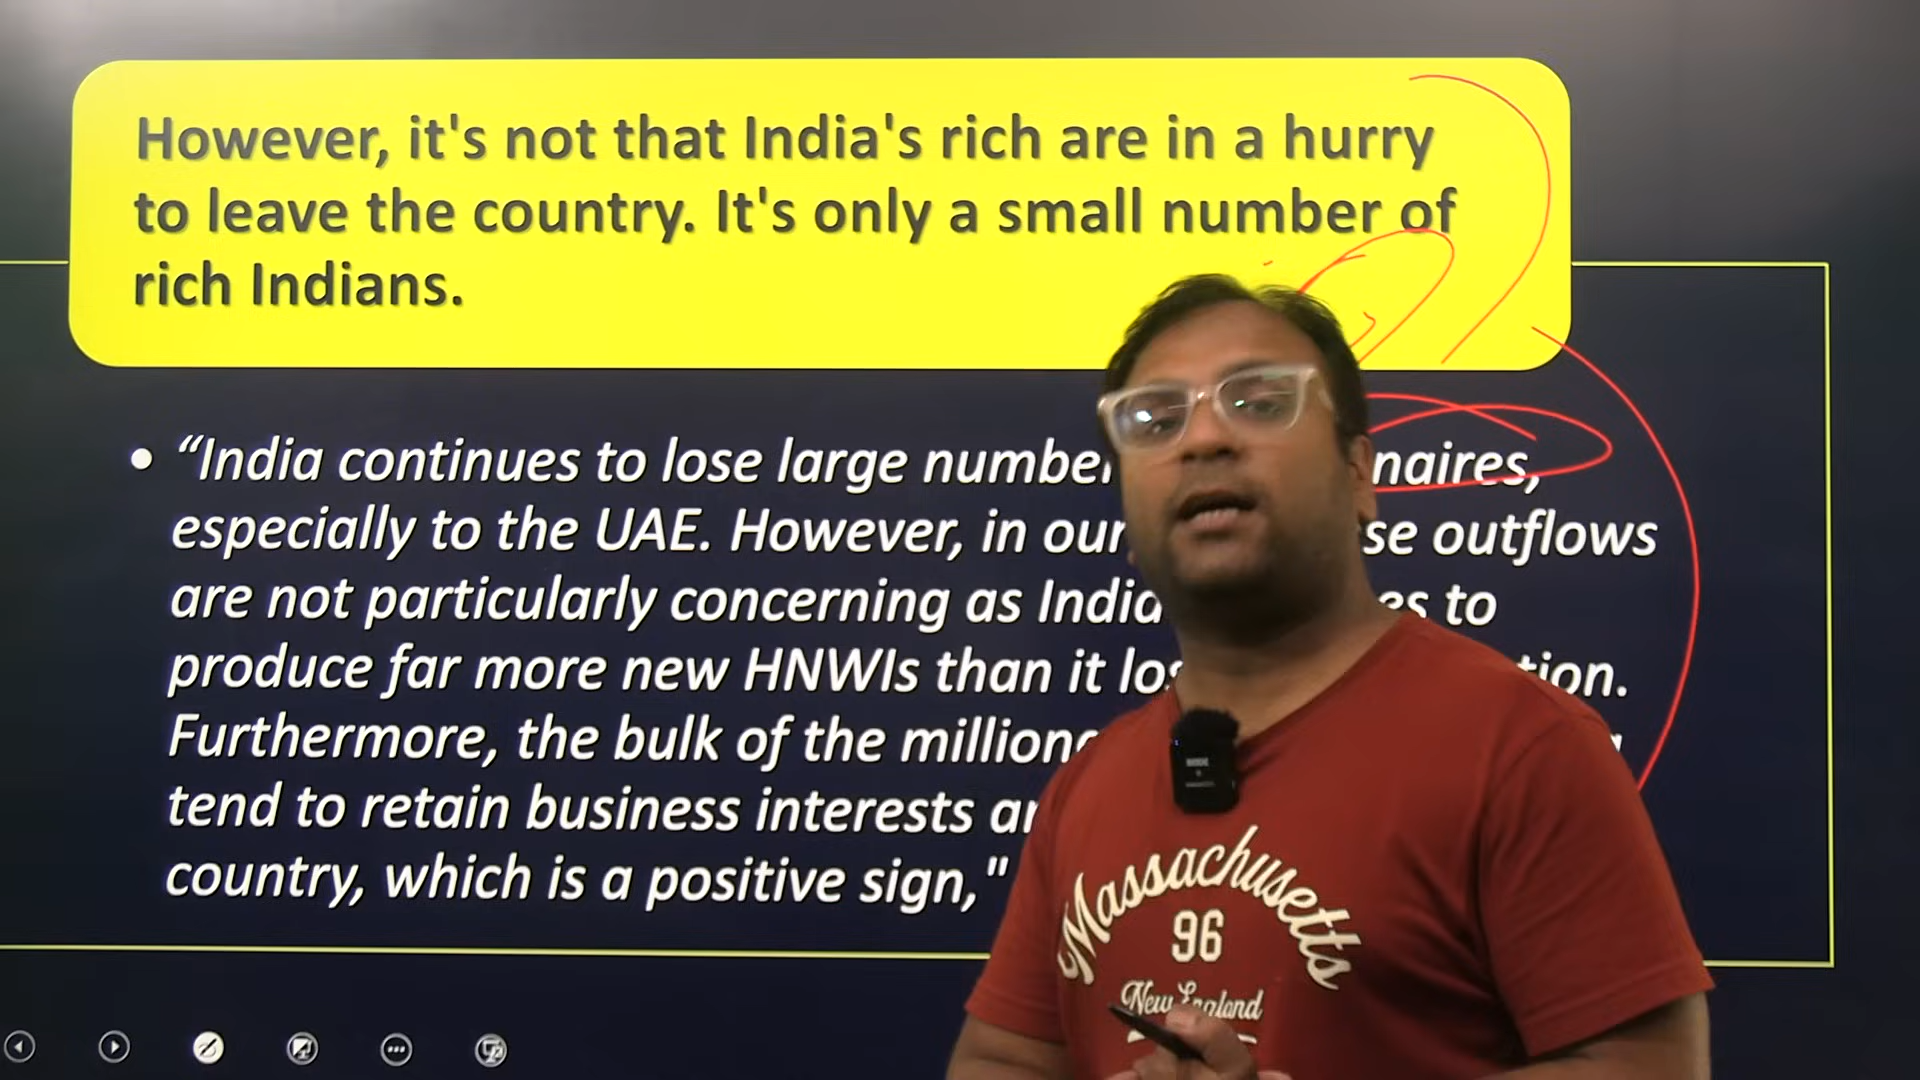 However, it's not that India's rich are in a hurry
to leave the country. It's only a small number of
rich Indians.
• “India continues to lose large number naires,
especially to the UAE. However, in our se outflows
are not particularly concerning as India es to
produce far more new HNWIs than it los tion.
Furthermore, the bulk of the million
tend to retain business interests
country, which is a positive sign,"
Massachusetts
96
New England